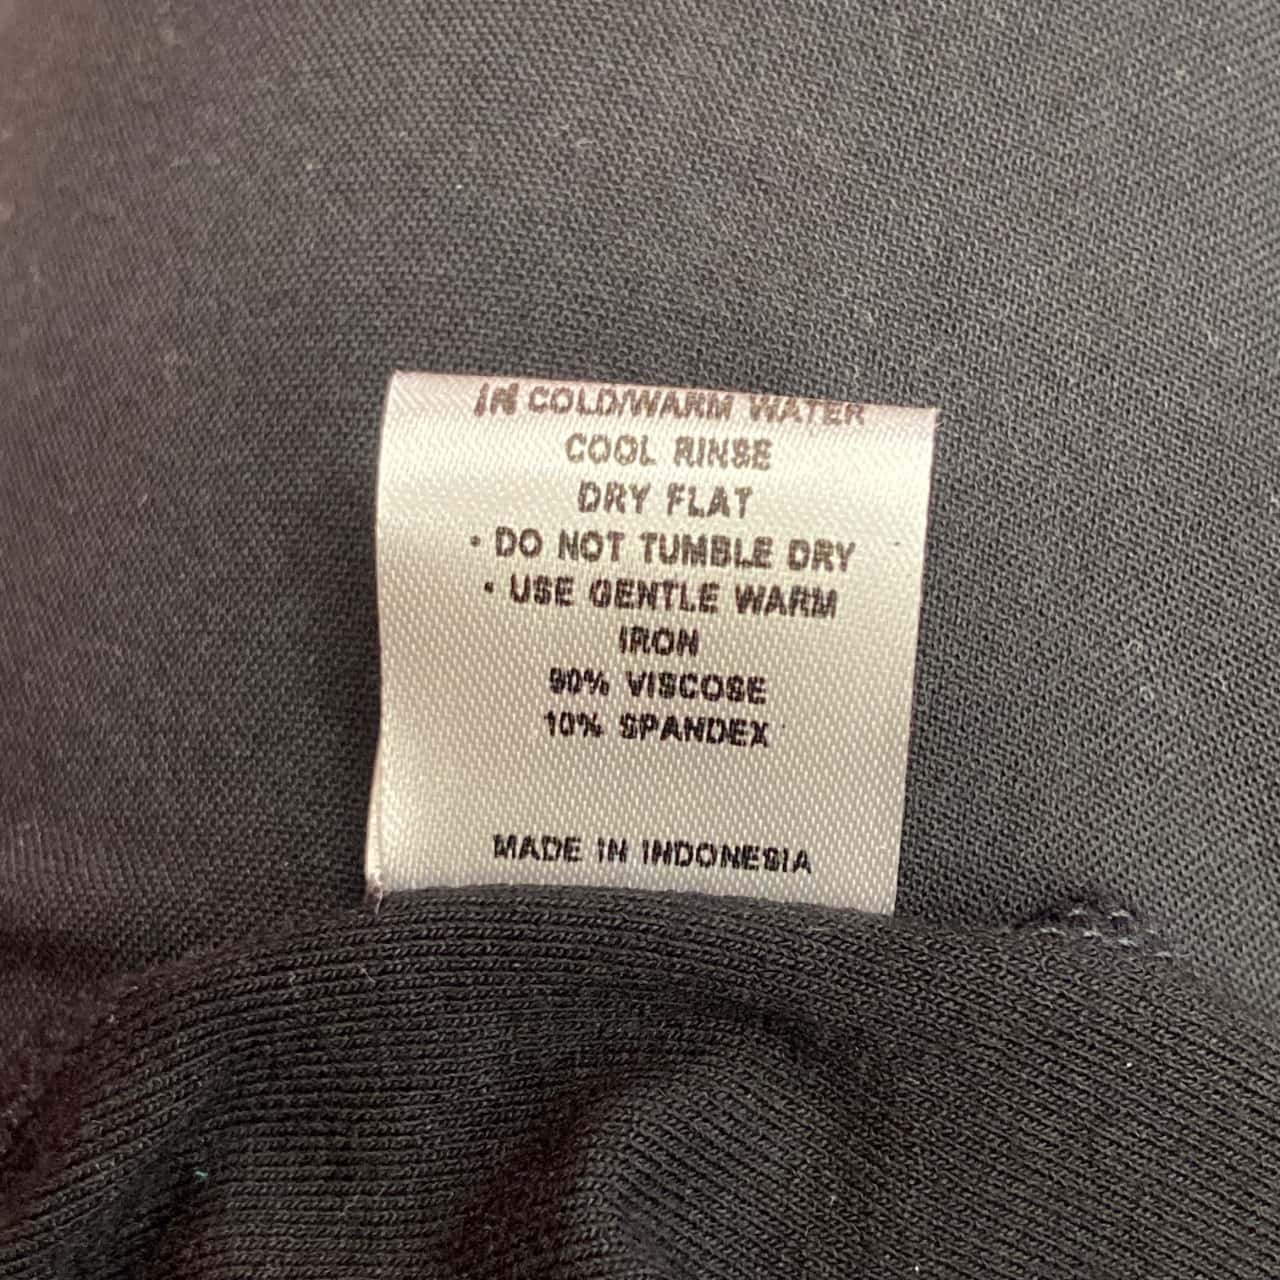 IN COLD/WARM WATER
COOL RINSE
DRY FLAT
• DO NOT TUMBLE DRY
• USE GENTLE WARM
IRON
90% VISCOSE
10% SPANDEX
MADE IN INDONESIA